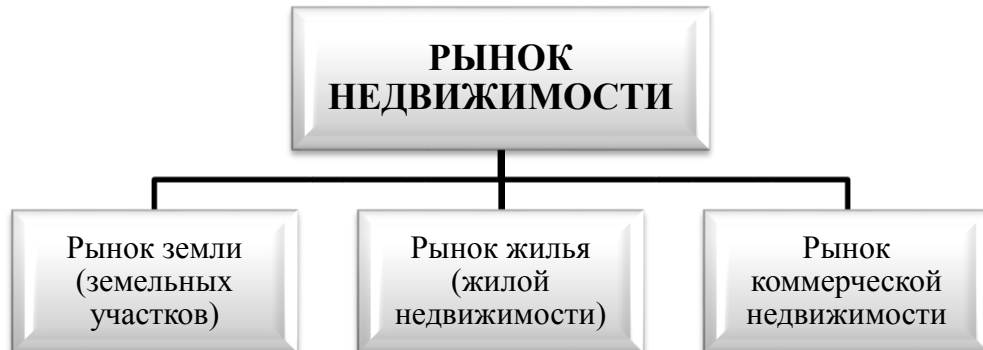 РЫНОК
НЕДВИЖИМОСТИ
Рынок земли
(земельных
участков)
Рынок жилья
(жилой
недвижимости)
Рынок
коммерческой
недвижимости